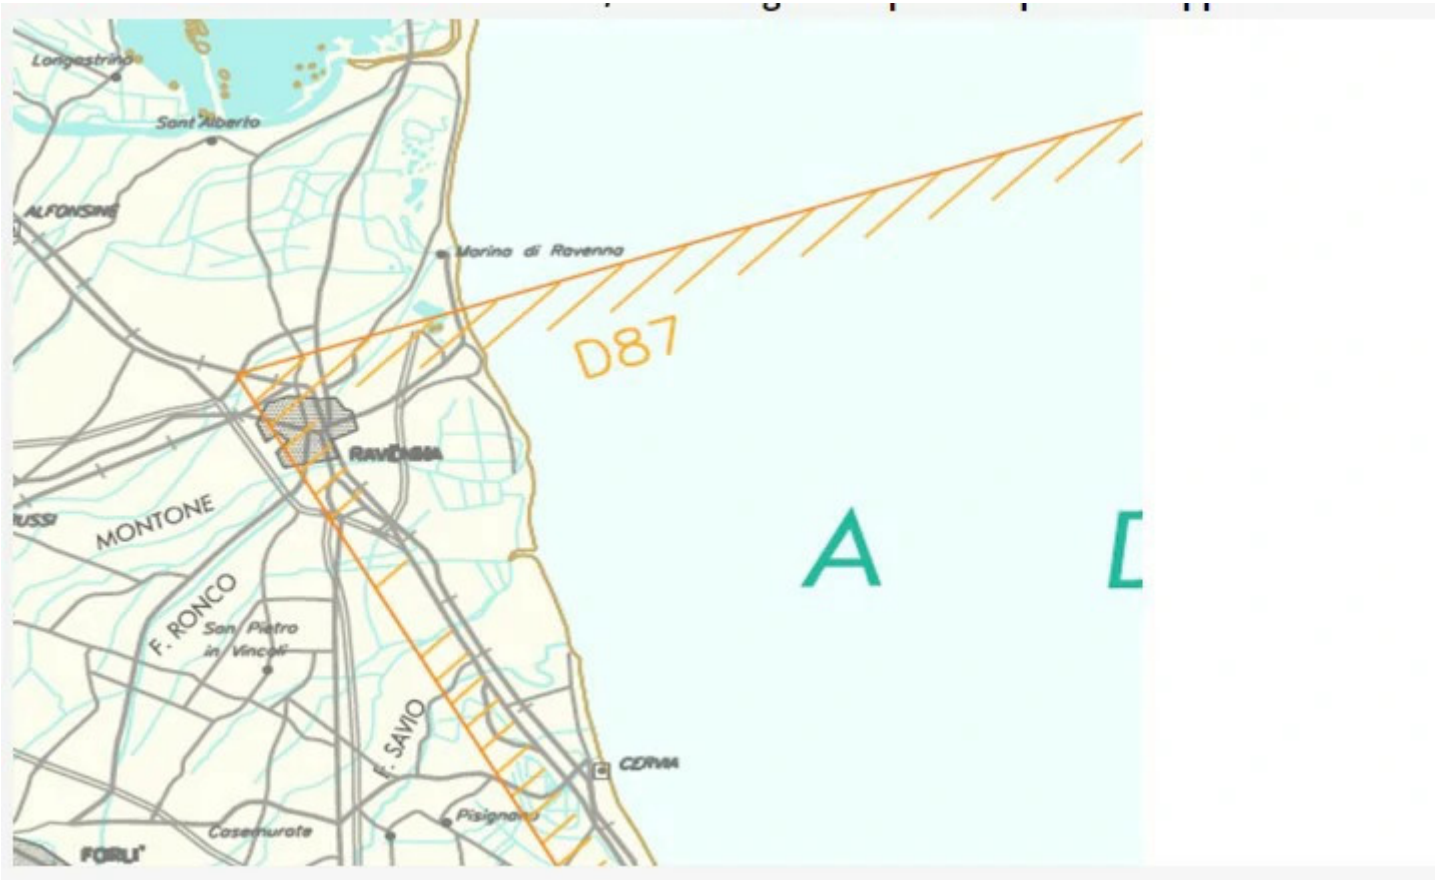 Longastrino
Sant'Alberto
ALFONSINE
Marina di Ravenna
D87
RAVENNA
MONTONE
RUSSI
A D
F. RONCO
San Pietro
in Vincoli
F. SAVIO
CERVIA
Pisignano
Casemurate
FORLI'